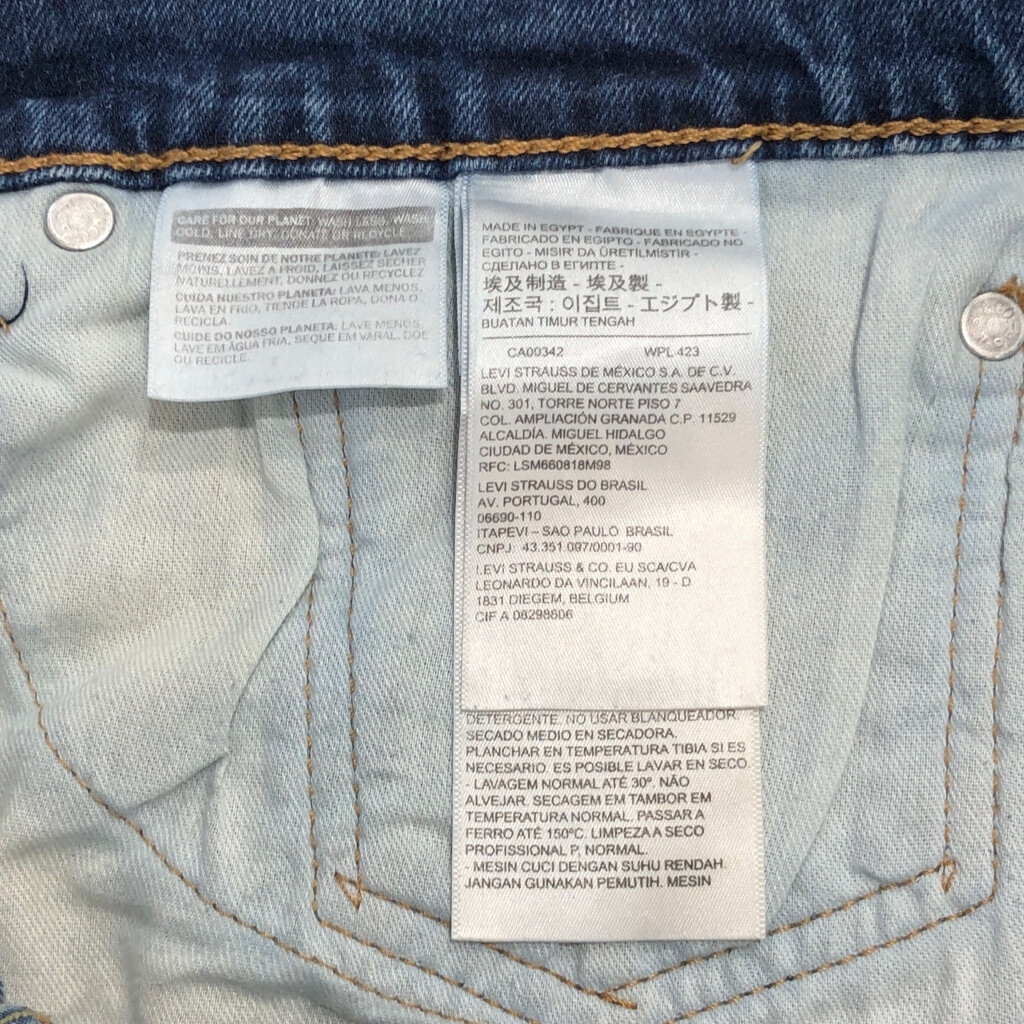 CARE FOR OUR PLANET: WASH LESS, WASH
COLD, LINE DRY, DONATE OR RECYCLE
PRENEZ SOIN DE NOTRE PLANETE: LAVEZ
MOINS, LAVEZ A FROID, LAISSEZ SECHER
NATURELLEMENT, DONNEZ OU RECYCLEZ
CUIDA NUESTRO PLANETA: LAVA MENOS,
LAVA EN FRIO, TIENDE LA ROPA, DONA O
RECICLA.
CUIDE DO NOSSO PLANETA: LAVE MENOS,
LAVE EM ÁGUA FRIA, SEQUE EM VARAL, DOE
OU RECICLE.
MADE IN EGYPT - FABRIQUE EN EGYPTE -
FABRICADO EN EGIPTO - FABRICADO NO
EGITO - MISIR' DA ÜRETILMISTIR -
СДЕЛАНО В ЕГИПТЕ -
埃及制造 - 埃及製 -
제조국 : 이집트 - エジプト製 -
BUATAN TIMUR TENGAH
CA00342 WPL 423
LEVI STRAUSS DE MÉXICO S.A. DE C.V.
BLVD. MIGUEL DE CERVANTES SAAVEDRA
NO. 301, TORRE NORTE PISO 7
COL. AMPLIACIÓN GRANADA C.P. 11529
ALCALDÍA. MIGUEL HIDALGO
CIUDAD DE MÉXICO, MÉXICO
RFC: LSM660818M98
LEVI STRAUSS DO BRASIL
AV. PORTUGAL, 400
06690-110
ITAPEVI – SAO PAULO BRASIL
CNPJ: 43.351.097/0001-90
LEVI STRAUSS & CO. EU SCA/CVA
LEONARDO DA VINCILAAN, 19 - D
1831 DIEGEM, BELGIUM
CIF A 08298806
DETERGENTE. NO USAR BLANQUEADOR.
SECADO MEDIO EN SECADORA.
PLANCHAR EN TEMPERATURA TIBIA SI ES
NECESARIO. ES POSIBLE LAVAR EN SECO.
- LAVAGEM NORMAL ATÉ 30º. NÃO
ALVEJAR. SECAGEM EM TAMBOR EM
TEMPERATURA NORMAL. PASSAR A
FERRO ATÉ 150ºC. LIMPEZA A SECO
PROFISSIONAL P, NORMAL.
- MESIN CUCI DENGAN SUHU RENDAH.
JANGAN GUNAKAN PEMUTIH. MESIN